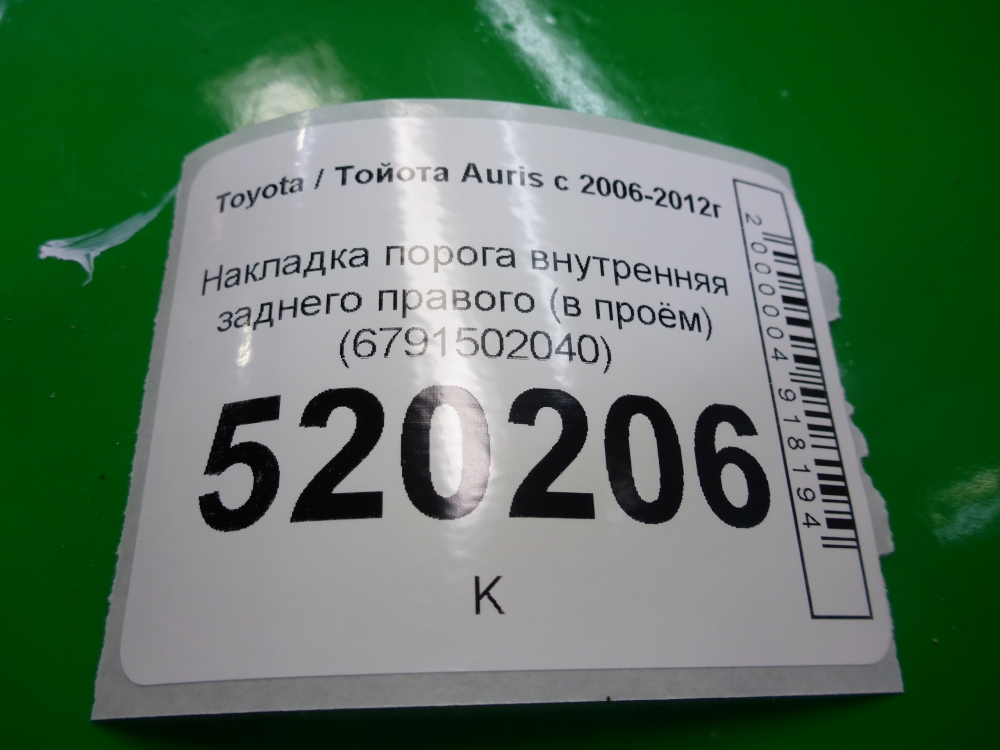 Toyota / Тойота Auris с 2006-2012г
Накладка порога внутренняя
заднего правого (в проём)
(6791502040)
520206
К
2000004918194